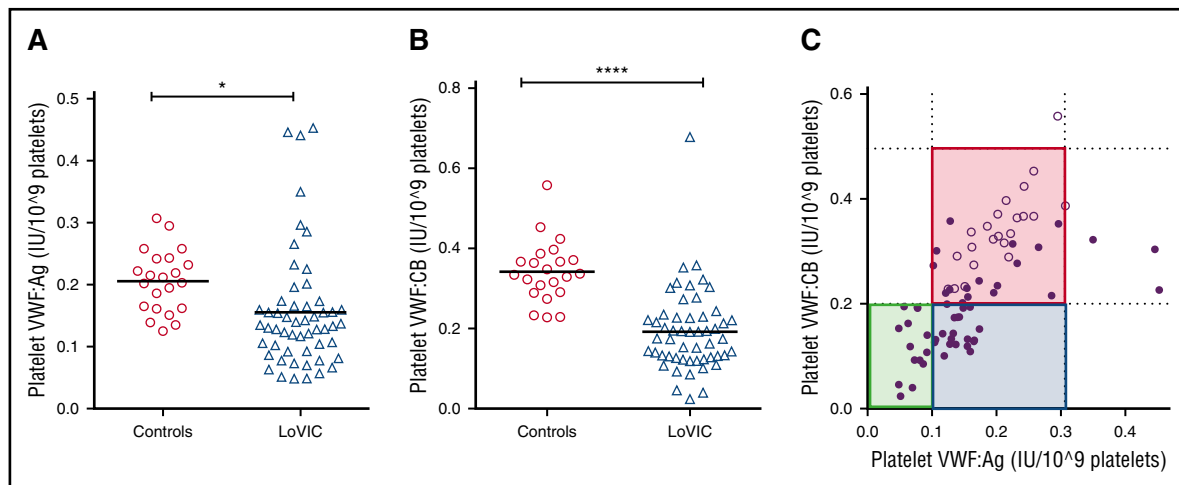 A
B
C
*
****
Platelet VWF:Ag (IU/10^9 platelets)
0.5
0.4
0.3
0.2
0.1
0.0
Controls
LoVIC
Platelet VWF:CB (IU/10^9 platelets)
0.8
0.6
0.4
0.2
0.0
Controls
LoVIC
Platelet VWF:CB (IU/10^9 platelets)
0.6
0.4
0.2
0.0
0.0
0.1
0.2
0.3
0.4
Platelet VWF:Ag (IU/10^9 platelets)